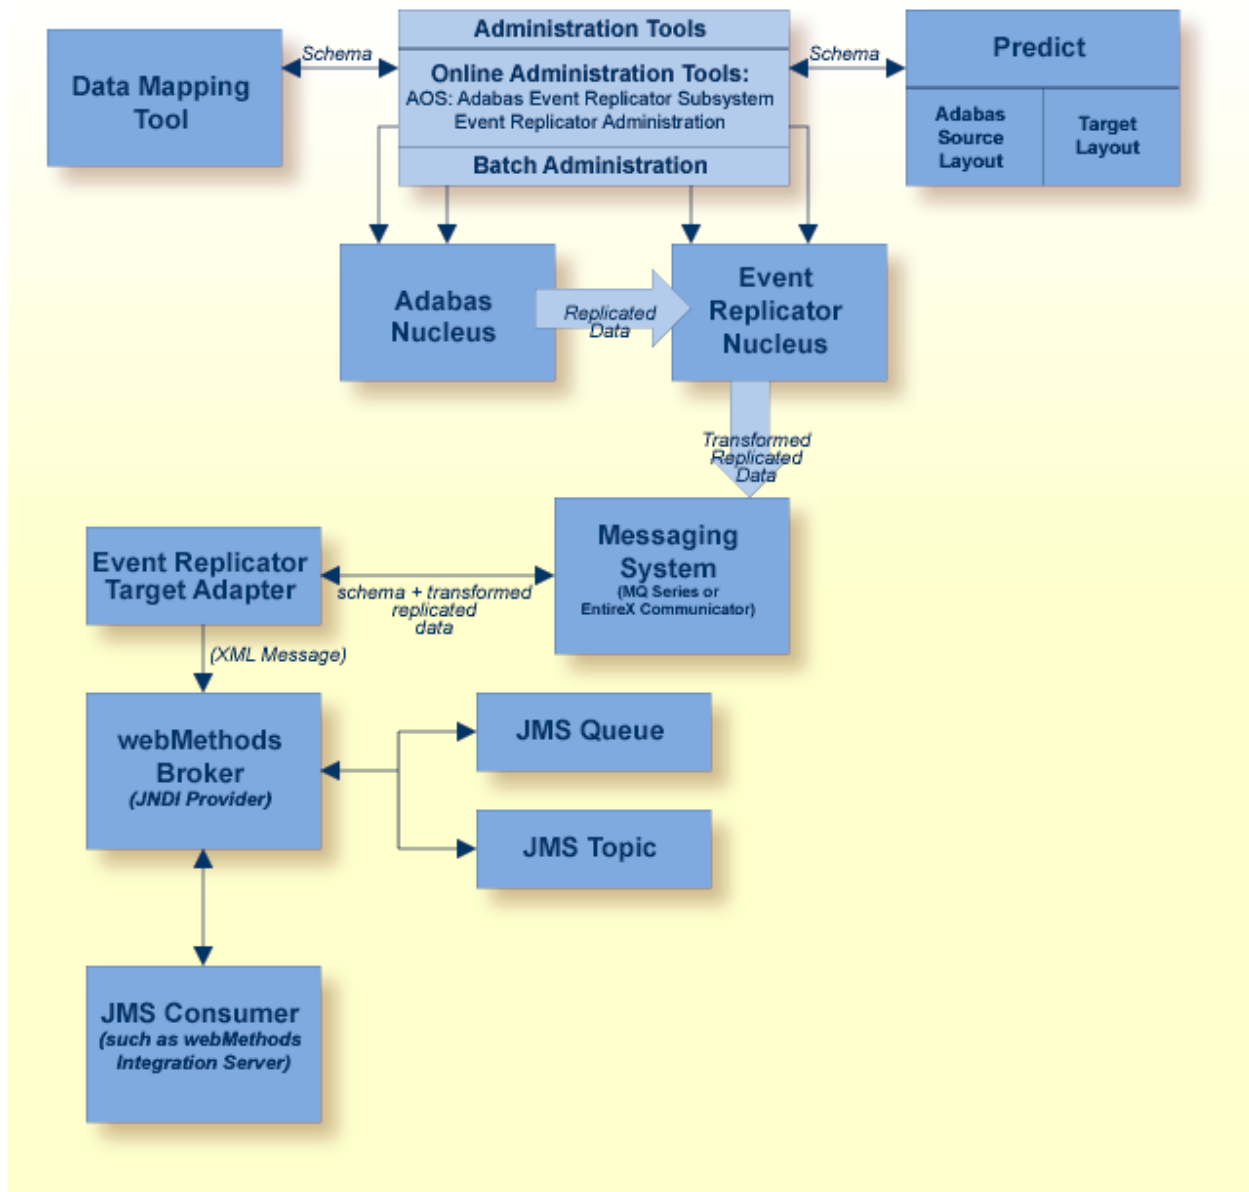 Data Mapping
Tool
Schema
Administration Tools
Online Administration Tools:
AOS: Adabas Event Replicator Subsystem
Event Replicator Administration
Batch Administration
Schema
Predict
Adabas
Source
Layout
Target
Layout
Adabas
Nucleus
Replicated
Data
Event
Replicator
Nucleus
Transformed
Replicated
Data
Messaging
System
(MQ Series or
EntireX Communicator)
Event Replicator
Target Adapter
schema + transformed
replicated
data
(XML Message)
webMethods
Broker
(JNDI Provider)
JMS Queue
JMS Topic
JMS Consumer
(such as webMethods
Integration Server)